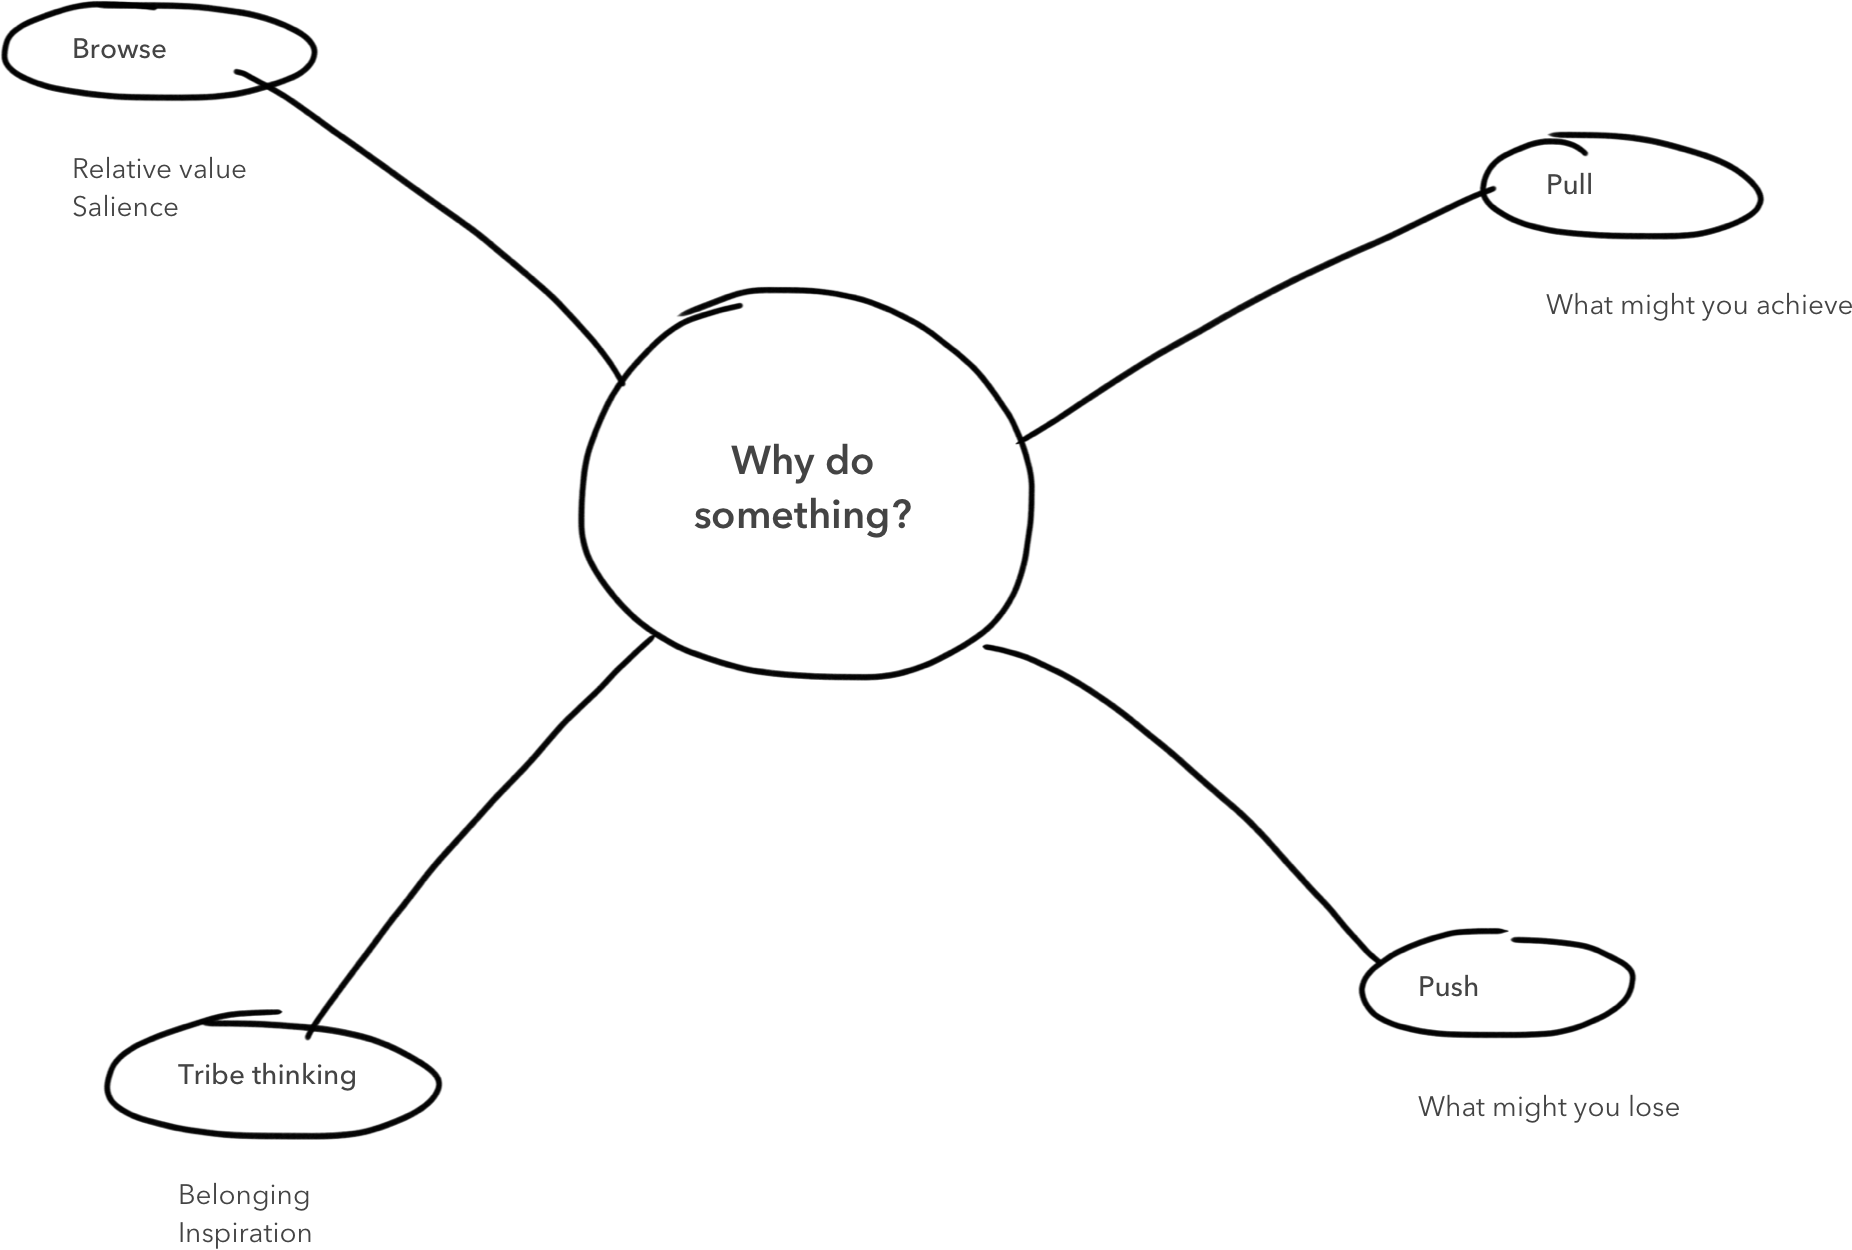 Browse
Relative value
Salience
Pull
What might you achieve
Why do
something?
Tribe thinking
Belonging
Inspiration
Push
What might you lose